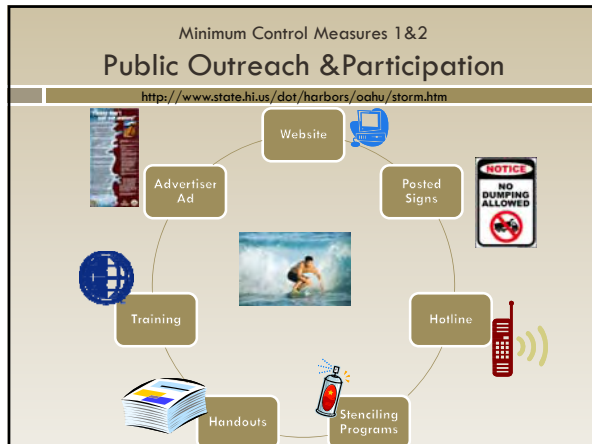 Minimum Control Measures 1&2
Public Outreach &Participation
http://www.state.hi.us/dot/harbors/oahu/storm.htm
Website
Advertiser
Ad
Posted
Signs
NOTICE
NO
DUMPING
ALLOWED
Training
Hotline
Handouts
Stenciling
Programs